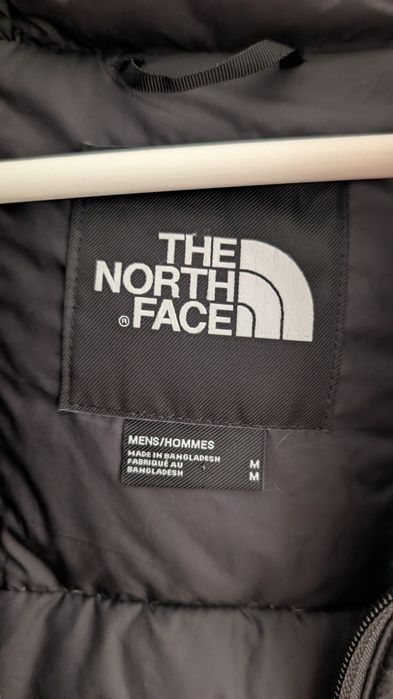 THE
NORTH
® FACE
MENS/HOMMES
MADE IN BANGLADESH M
FABRIQUÉ AU
BANGLADESH M